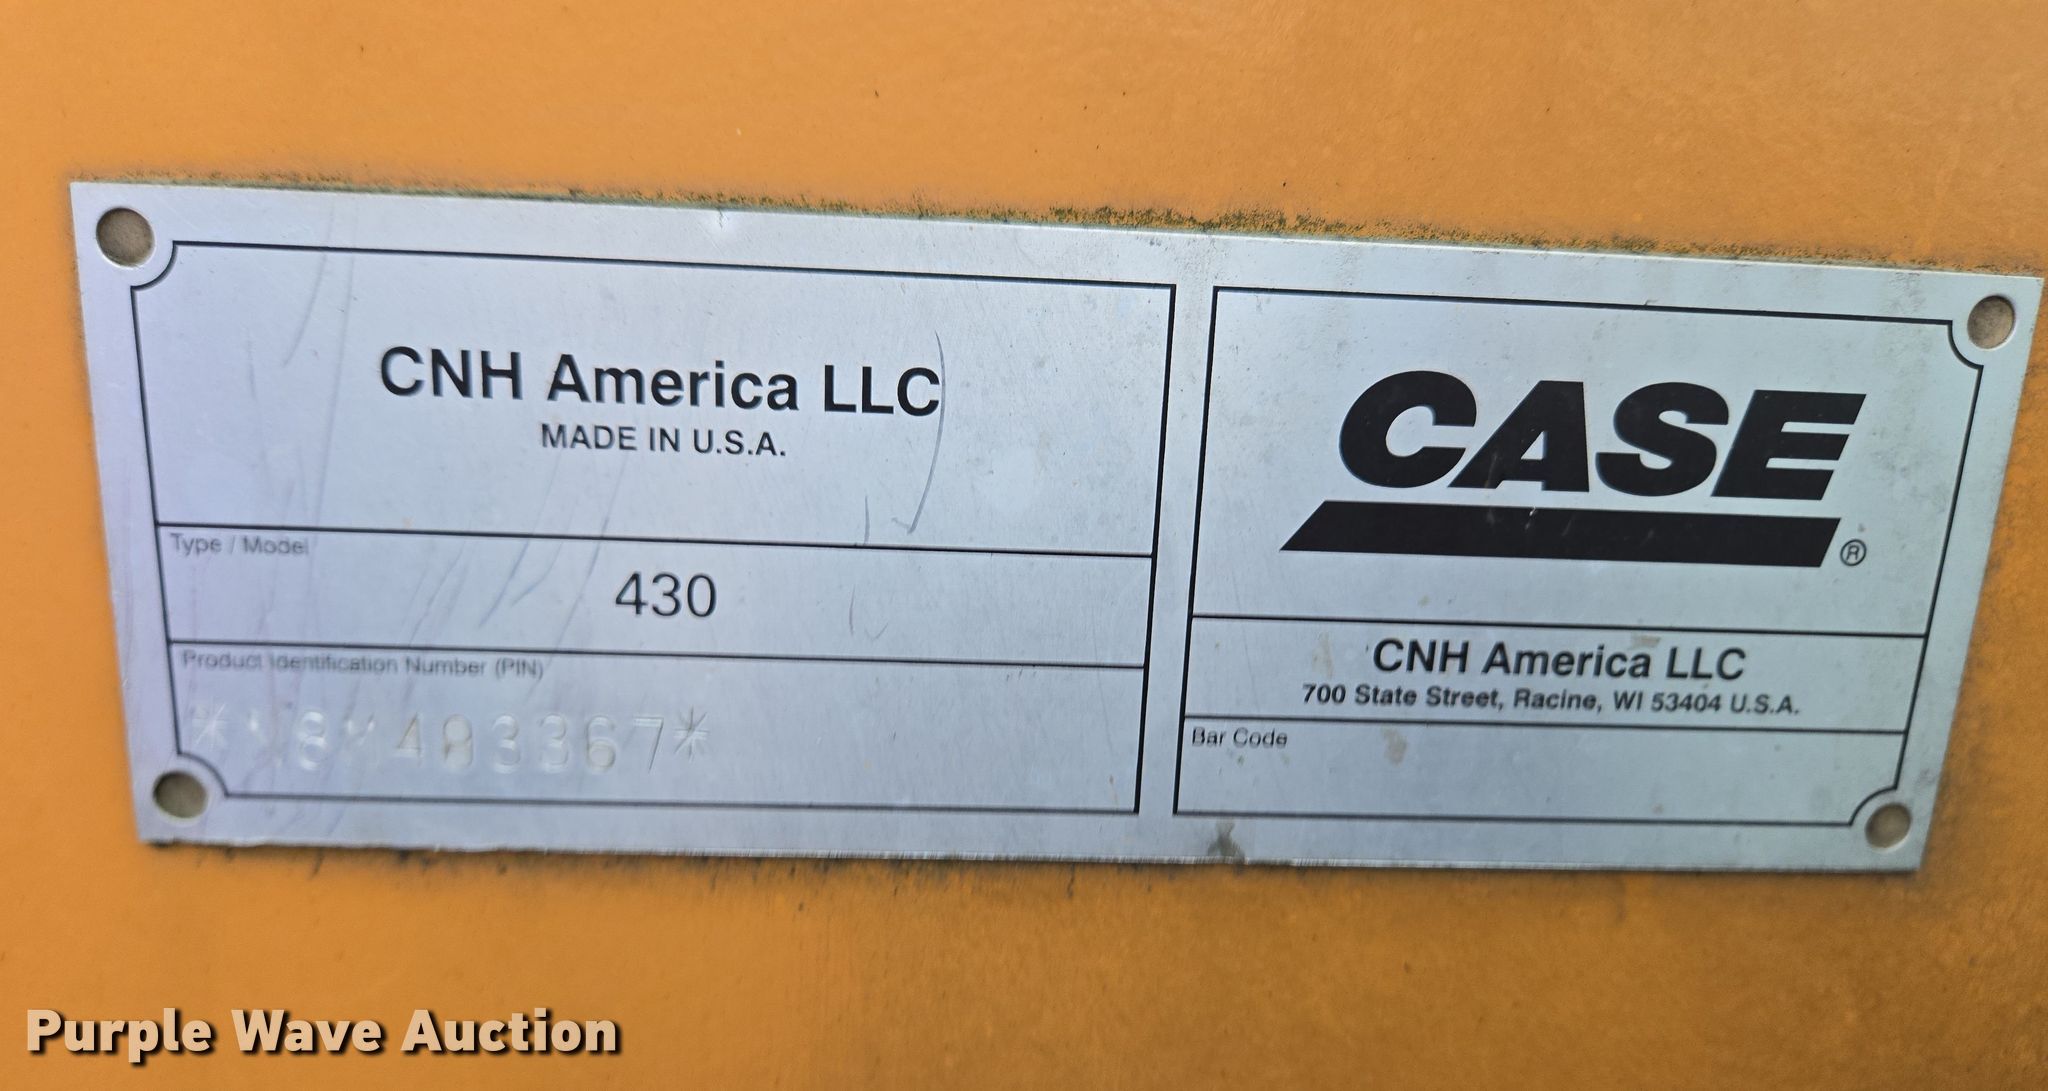 CNH America LLC
MADE IN U.S.A.
Type / Model
430
Product Identification Number (PIN)
CASE®
CNH America LLC
700 State Street, Racine, WI 53404 U.S.A.
Bar Code
Purple Wave Auction